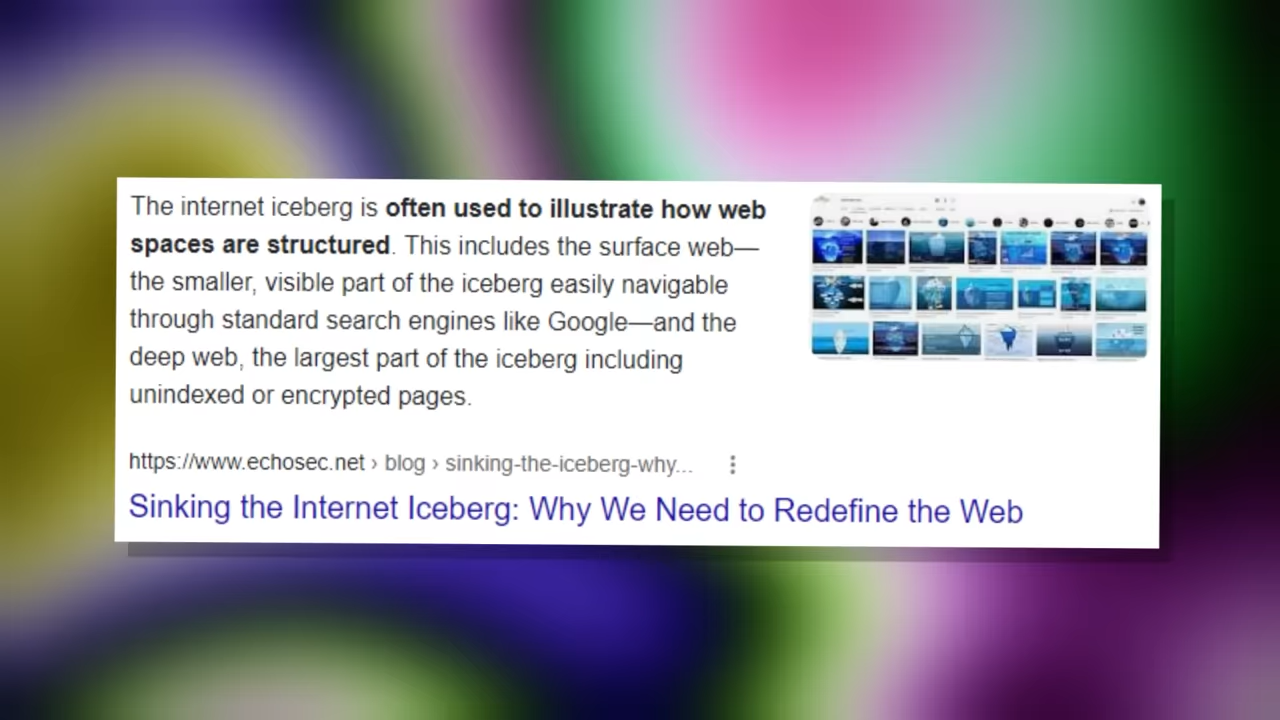 The internet iceberg is often used to illustrate how web
spaces are structured. This includes the surface web—
the smaller, visible part of the iceberg easily navigable
through standard search engines like Google—and the
deep web, the largest part of the iceberg including
unindexed or encrypted pages.
https://www.echosec.net › blog › sinking-the-iceberg-why...
Sinking the Internet Iceberg: Why We Need to Redefine the Web